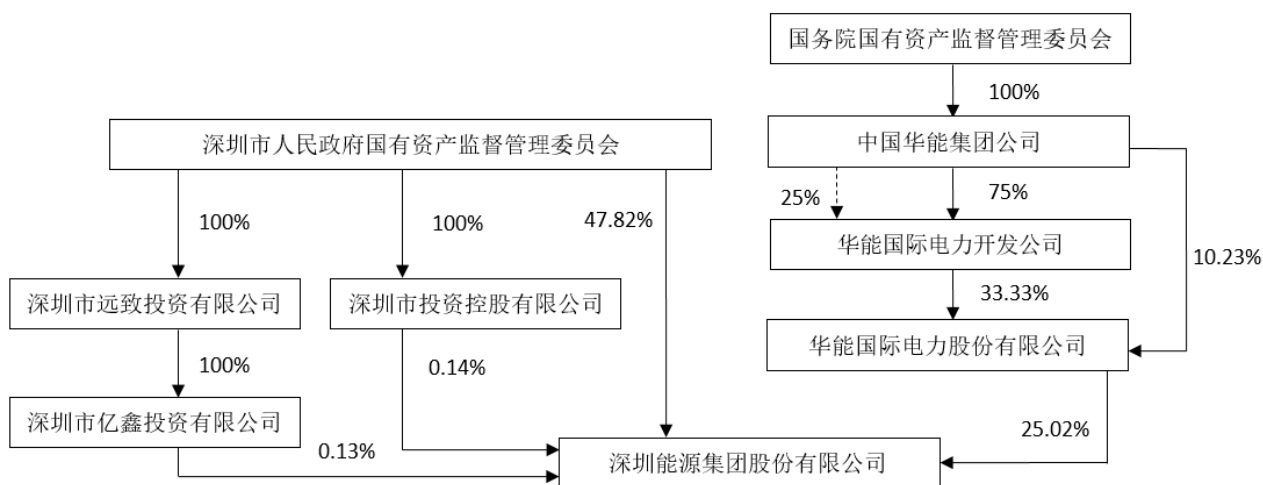 国务院国有资产监督管理委员会
100%
深圳市人民政府国有资产监督管理委员会
中国华能集团公司
100%
100%
47.82%
25%
75%
10.23%
华能国际电力开发公司
深圳市远致投资有限公司
深圳市投资控股有限公司
33.33%
华能国际电力股份有限公司
100%
0.14%
深圳市亿鑫投资有限公司
0.13%
25.02%
深圳能源集团股份有限公司